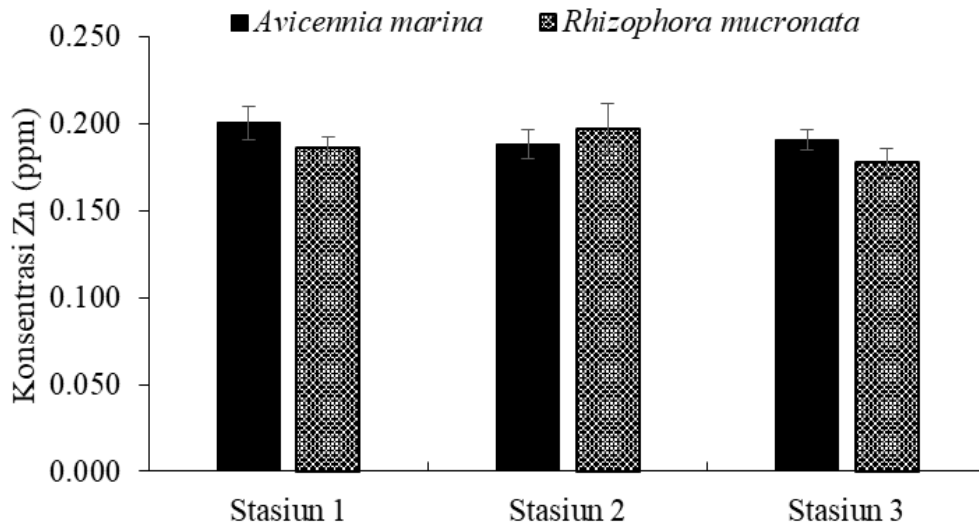 Avicennia marina
Rhizophora mucronata
Konsentrasi Zn (ppm)
0.250
0.200
0.150
0.100
0.050
0.000
Stasiun 1
Stasiun 2
Stasiun 3